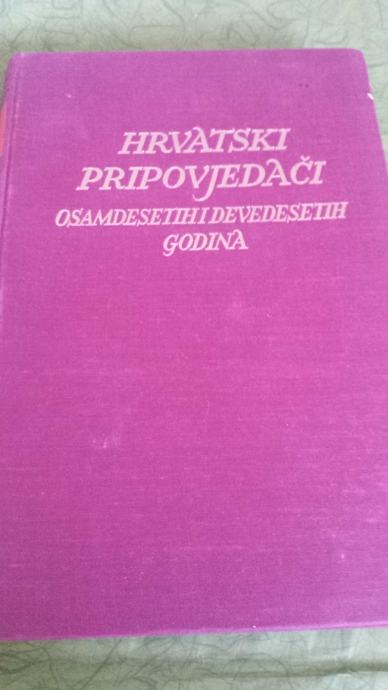 HRVATSKI
PRIPOVJEDAČI
OSAMDESETIH I DEVEDESETIH
GODINA